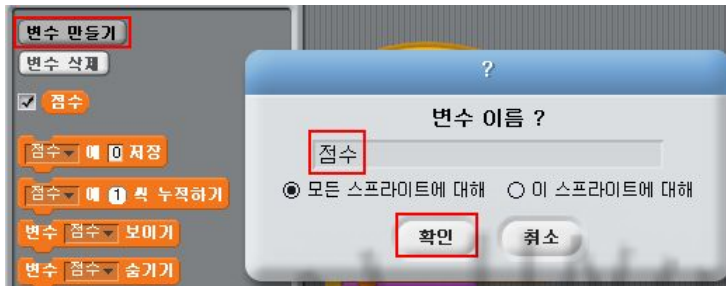 변수 만들기
변수 삭제
점수
점수 에 0 저장
점수 에 1 씩 누적하기
변수 점수 보이기
변수 점수 숨기기
?
변수 이름 ?
점수
모든 스프라이트에 대해 이 스프라이트에 대해
확인 취소